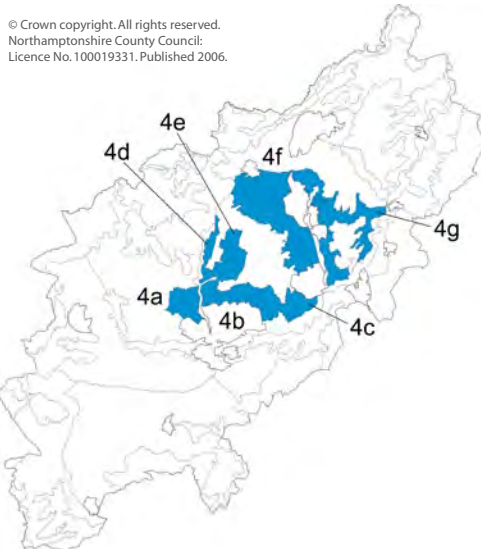 © Crown copyright. All rights reserved.
Northamptonshire County Council:
Licence No. 100019331. Published 2006.
4e
4d
4f
4g
4a
4b
4c